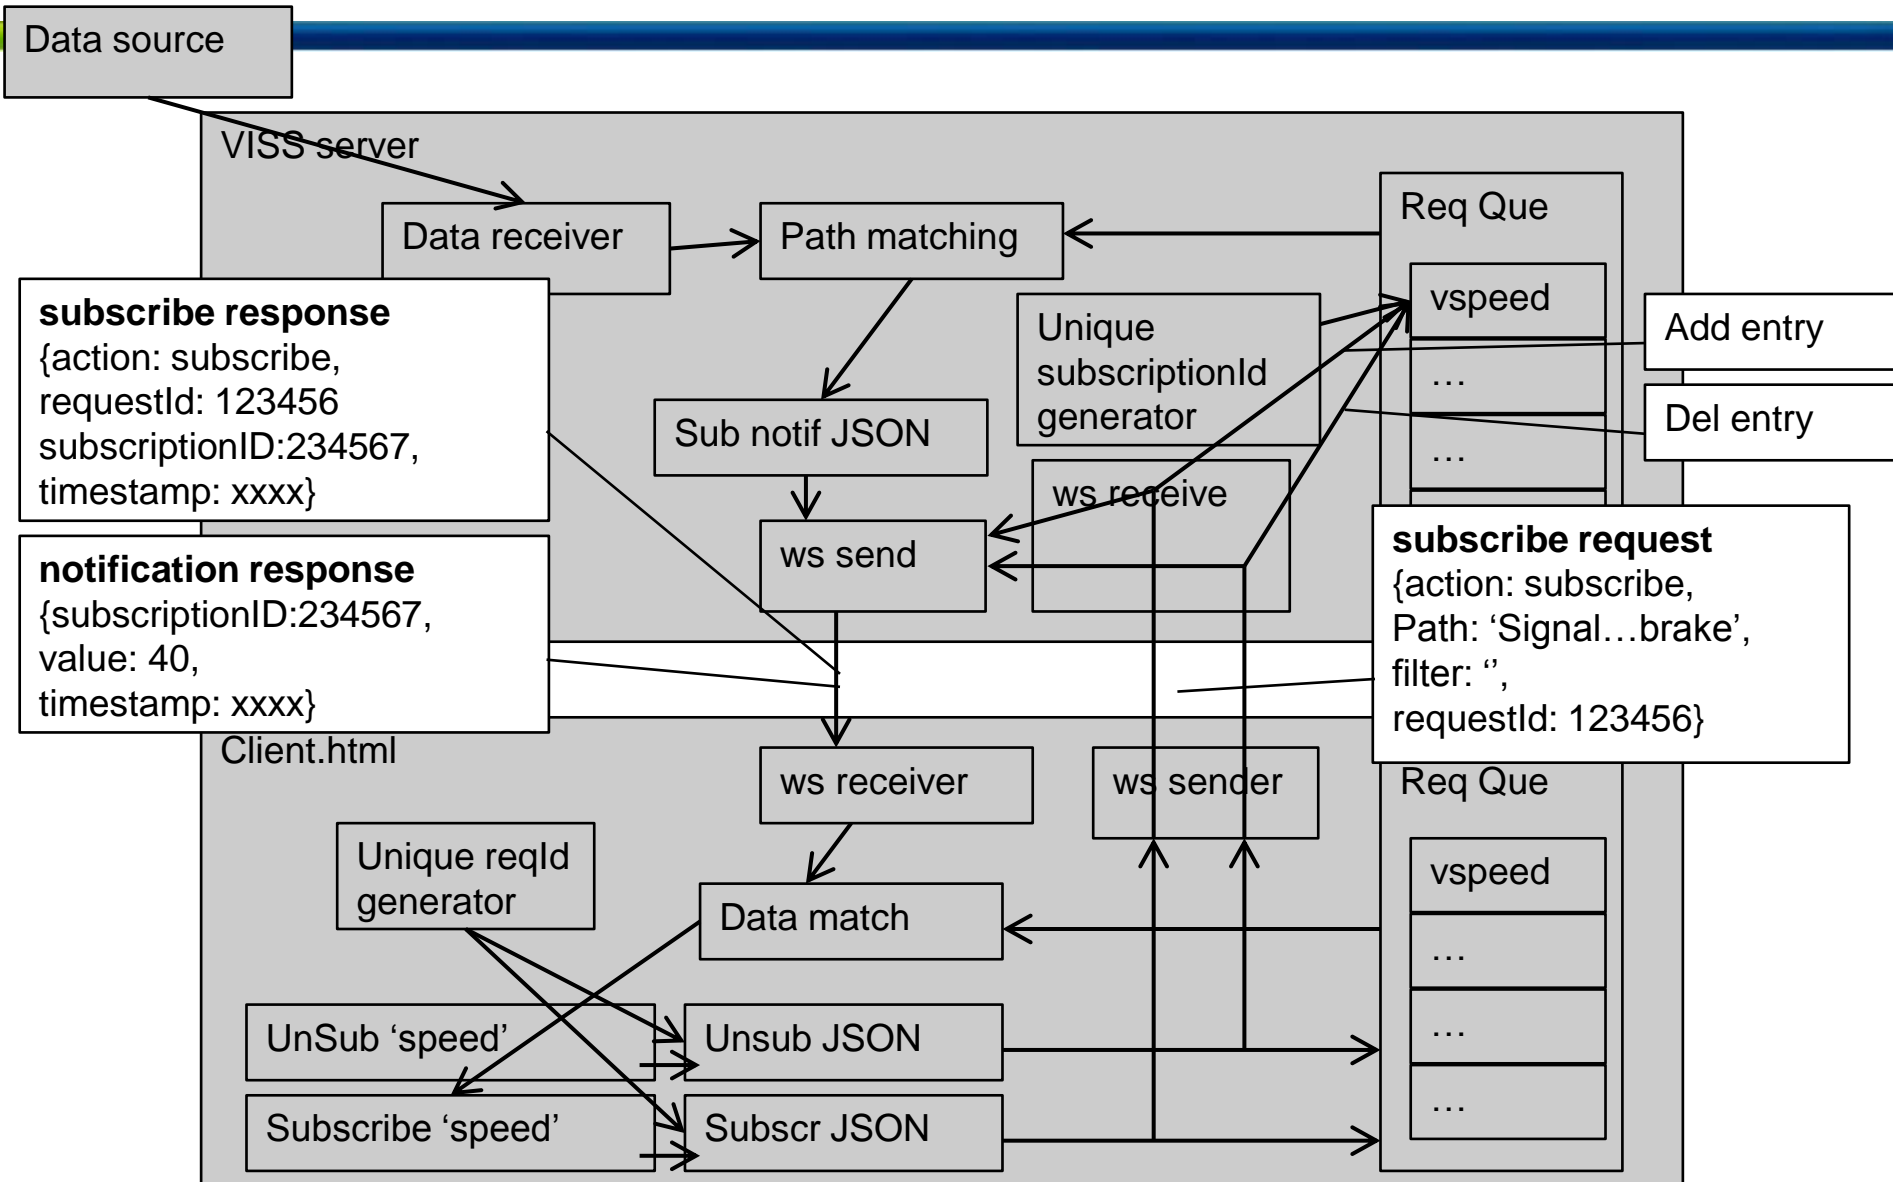 Data source
VISS server
Data receiver
Path matching
Req Que
vspeed
…
…
Add entry
Del entry
Unique
subscriptionId
generator
subscribe response
{action: subscribe,
requestId: 123456
subscriptionID:234567,
timestamp: xxxx}
Sub notif JSON
ws receive
ws send
notification response
{subscriptionID:234567,
value: 40,
timestamp: xxxx}
subscribe request
{action: subscribe,
Path: ‘Signal…brake’,
filter: ‘’,
requestId: 123456}
Client.html
ws receiver
ws sender
Req Que
vspeed
…
…
…
Unique reqId
generator
Data match
UnSub ‘speed’
Unsub JSON
Subscribe ‘speed’
Subscr JSON